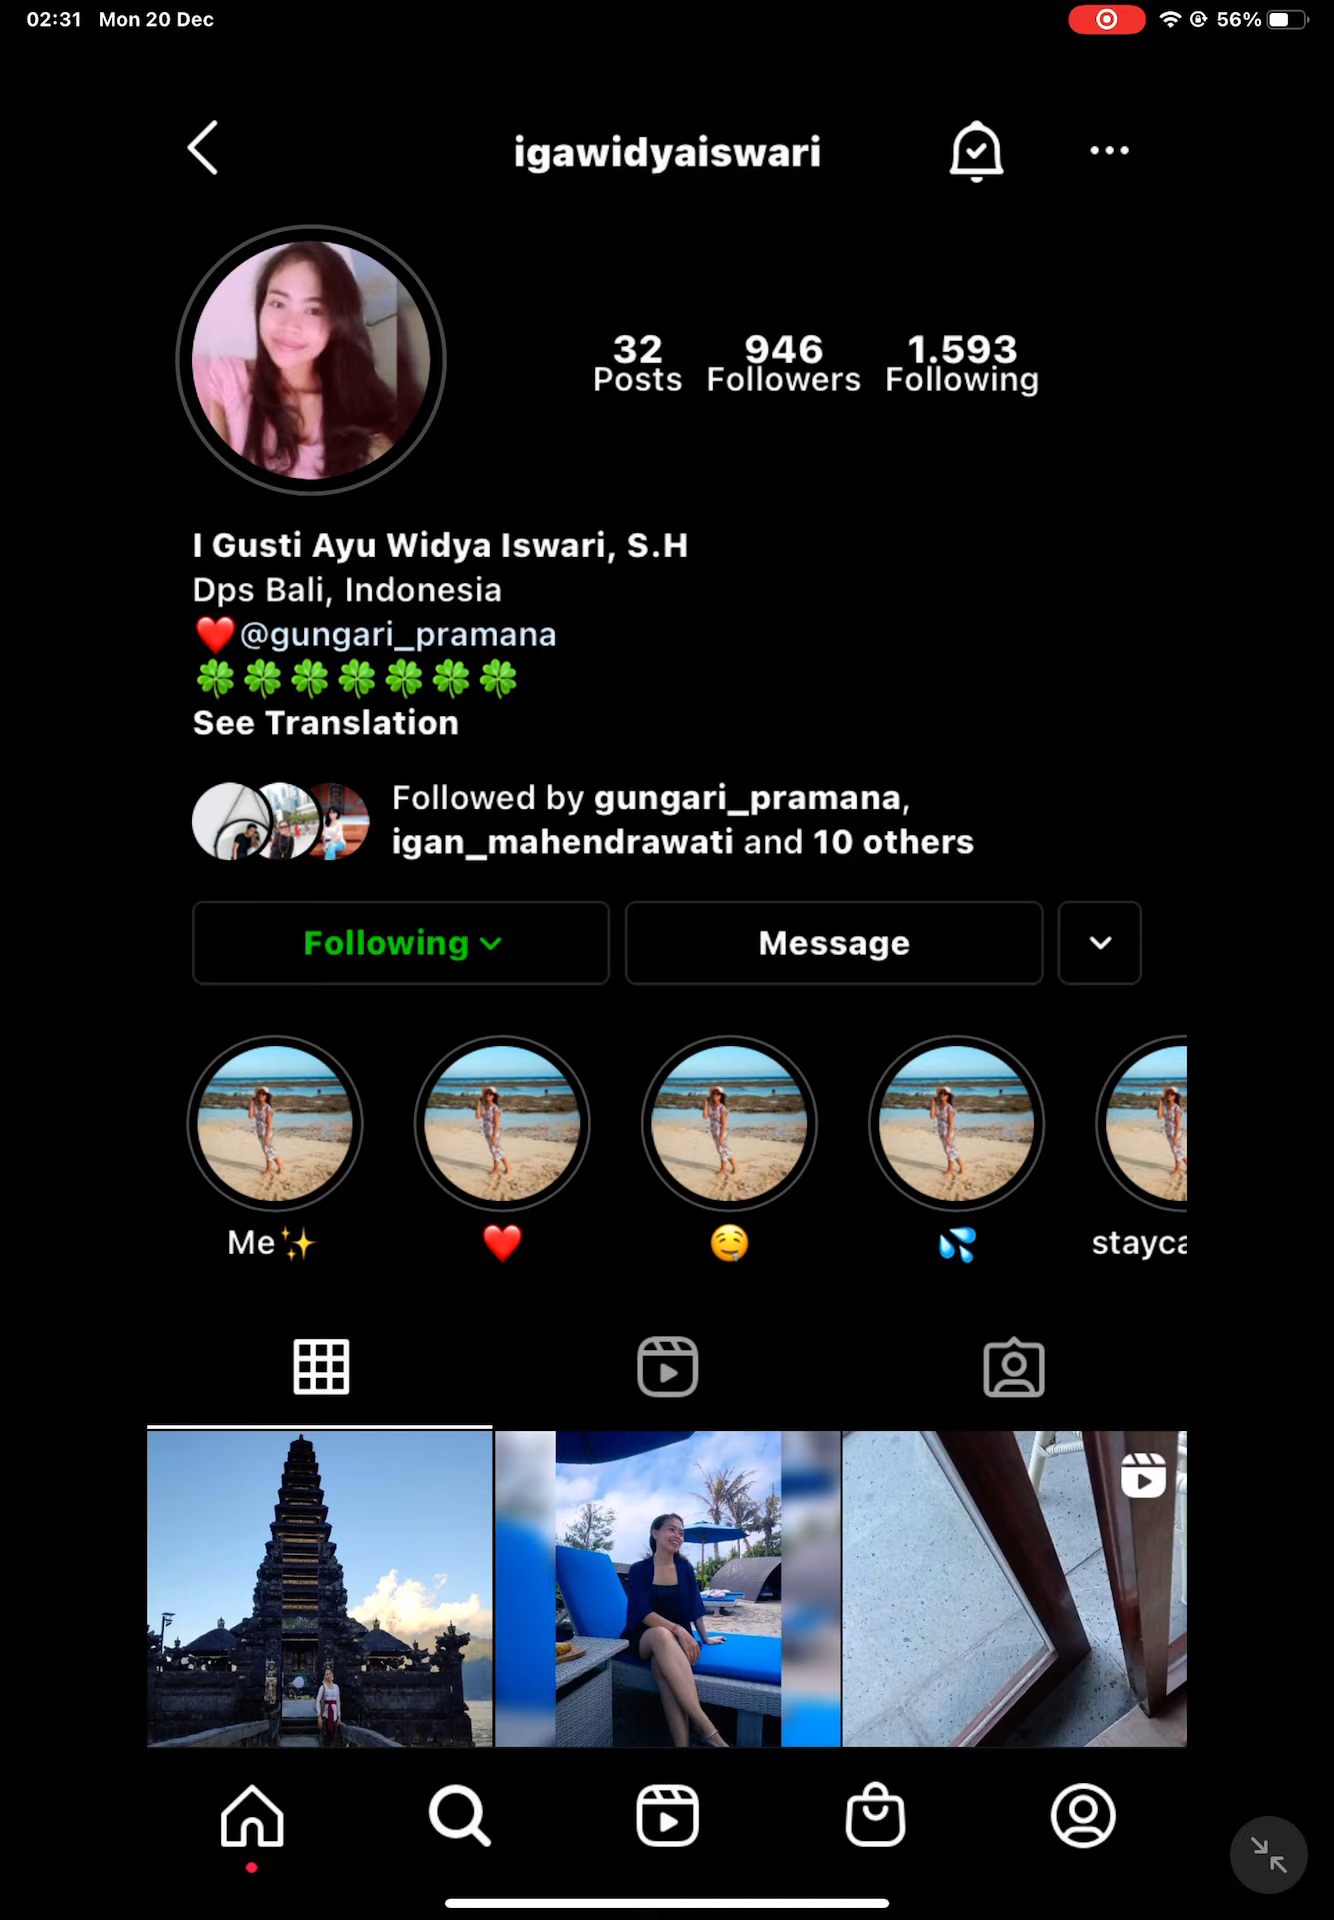 02:31 Mon 20 Dec
56%
igawidyaiswari
32 946 1.593
Posts Followers Following
I Gusti Ayu Widya Iswari, S.H
Dps Bali, Indonesia
❤️@gungari_pramana
🍀🍀🍀🍀🍀🍀🍀
See Translation
Followed by gungari_pramana,
igan_mahendrawati and 10 others
Following Message
Me✨ ❤️ 🤤 💦 stayca